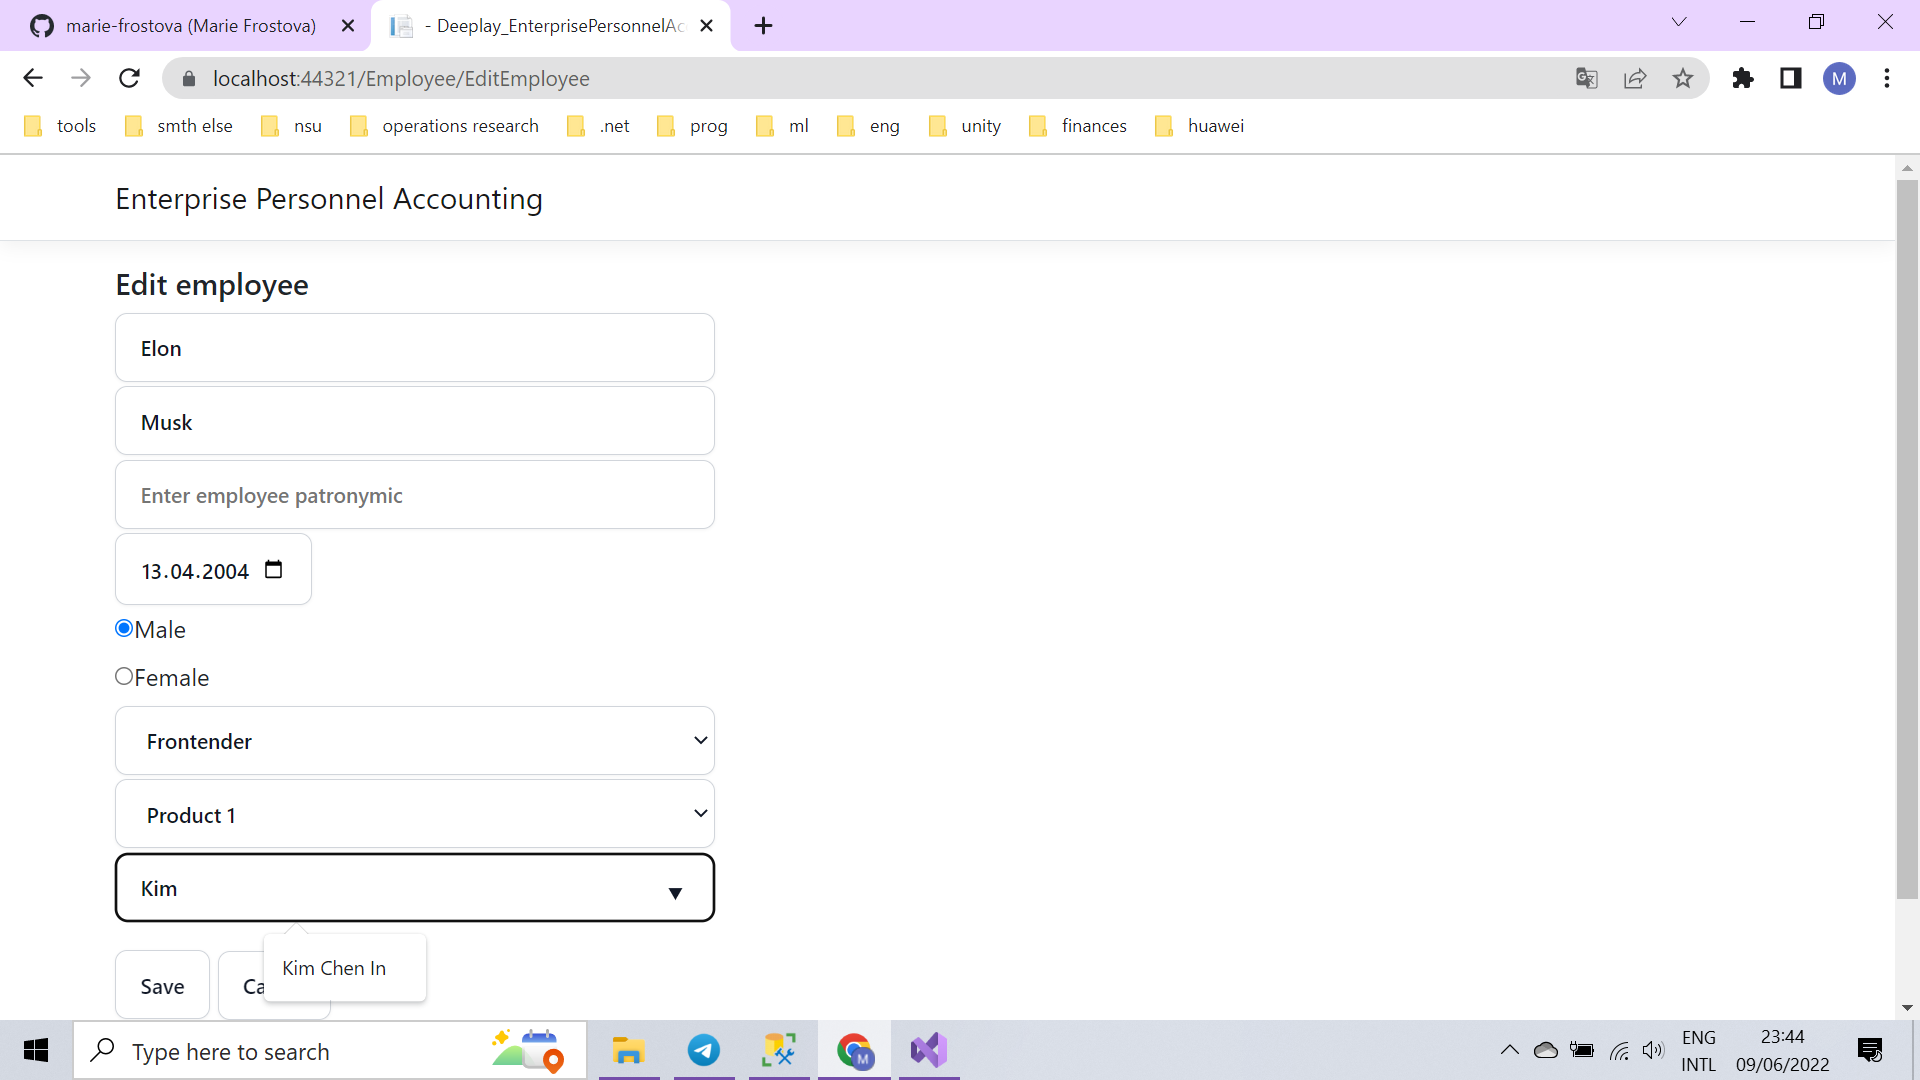 marie-frostova (Marie Frostova)
- Deeplay_EnterprisePersonnelAc
localhost:44321/Employee/EditEmployee
M
tools
smth else
nsu
operations research
.net
prog
ml
eng
unity
finances
huawei
Enterprise Personnel Accounting
Edit employee
Elon
Musk
Enter employee patronymic
13.04.2004
Male
Female
Frontender
Product 1
Kim
Kim Chen In
Save
Ca
Type here to search
M
ENG
INTL
23:44
09/06/2022